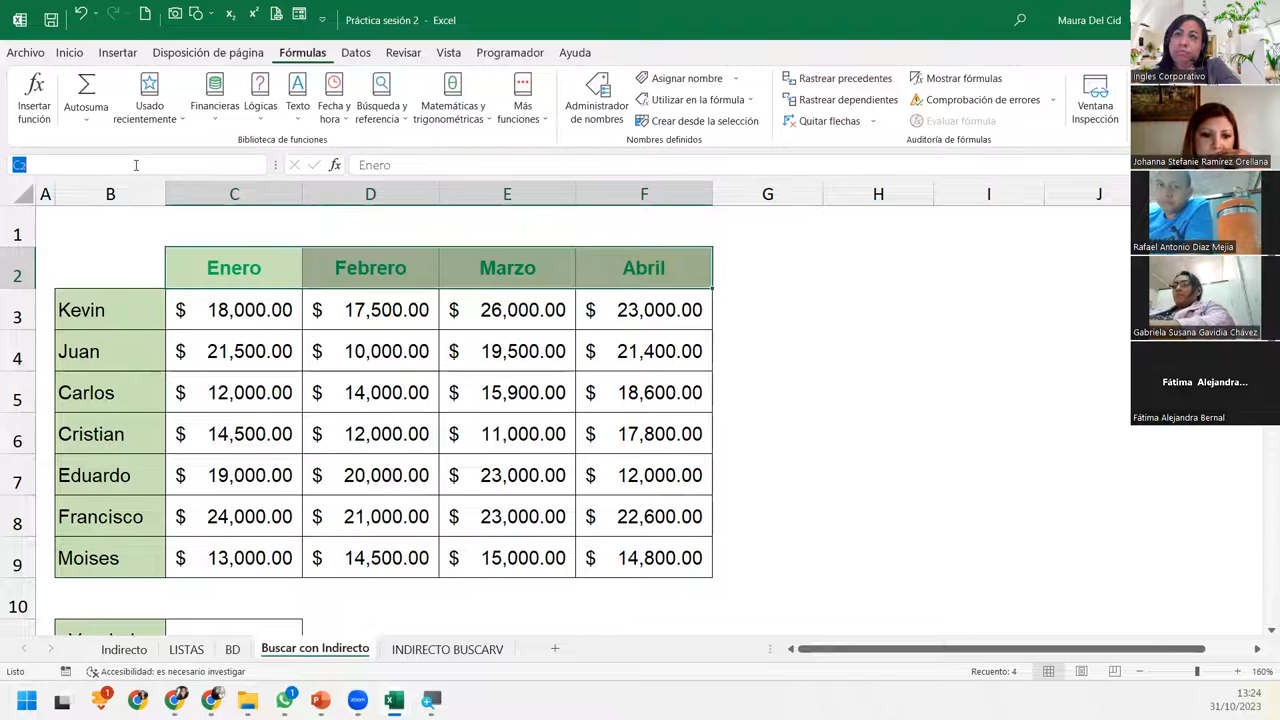 Práctica sesión 2 - Excel
Maura Del Cid
Archivo Inicio Insertar Disposición de página Fórmulas Datos Revisar Vista Programador Ayuda
Insertar función
Autosuma
Usado recientemente
Financieras
Lógicas
Texto
Fecha y hora
Búsqueda y referencia
Matemáticas y trigonométricas
Más funciones
Biblioteca de funciones
Administrador de nombres
Asignar nombre
Utilizar en la fórmula
Crear desde la selección
Nombres definidos
Rastrear precedentes
Rastrear dependientes
Quitar flechas
Mostrar fórmulas
Comprobación de errores
Evaluar fórmula
Auditoría de fórmulas
Ventana Inspección
C2 fx Enero
A B C D E F G H I J
1
2 Enero Febrero Marzo Abril
3 Kevin $ 18,000.00 $ 17,500.00 $ 26,000.00 $ 23,000.00
4 Juan $ 21,500.00 $ 10,000.00 $ 19,500.00 $ 21,400.00
5 Carlos $ 12,000.00 $ 14,000.00 $ 15,900.00 $ 18,600.00
6 Cristian $ 14,500.00 $ 12,000.00 $ 11,000.00 $ 17,800.00
7 Eduardo $ 19,000.00 $ 20,000.00 $ 23,000.00 $ 12,000.00
8 Francisco $ 24,000.00 $ 21,000.00 $ 23,000.00 $ 22,600.00
9 Moises $ 13,000.00 $ 14,500.00 $ 15,000.00 $ 14,800.00
10
Indirecto LISTAS BD Buscar con Indirecto INDIRECTO BUSCARV
Listo Accesibilidad: es necesario investigar Recuento: 4 160%
1 1 zoom
13:24
31/10/2023
Ingles Corporativo
Johanna Stefanie Ramírez Orellana
Rafael Antonio Diaz Mejia
Gabriela Susana Gavidia Chávez
Fátima Alejandra...
Fátima Alejandra Bernal